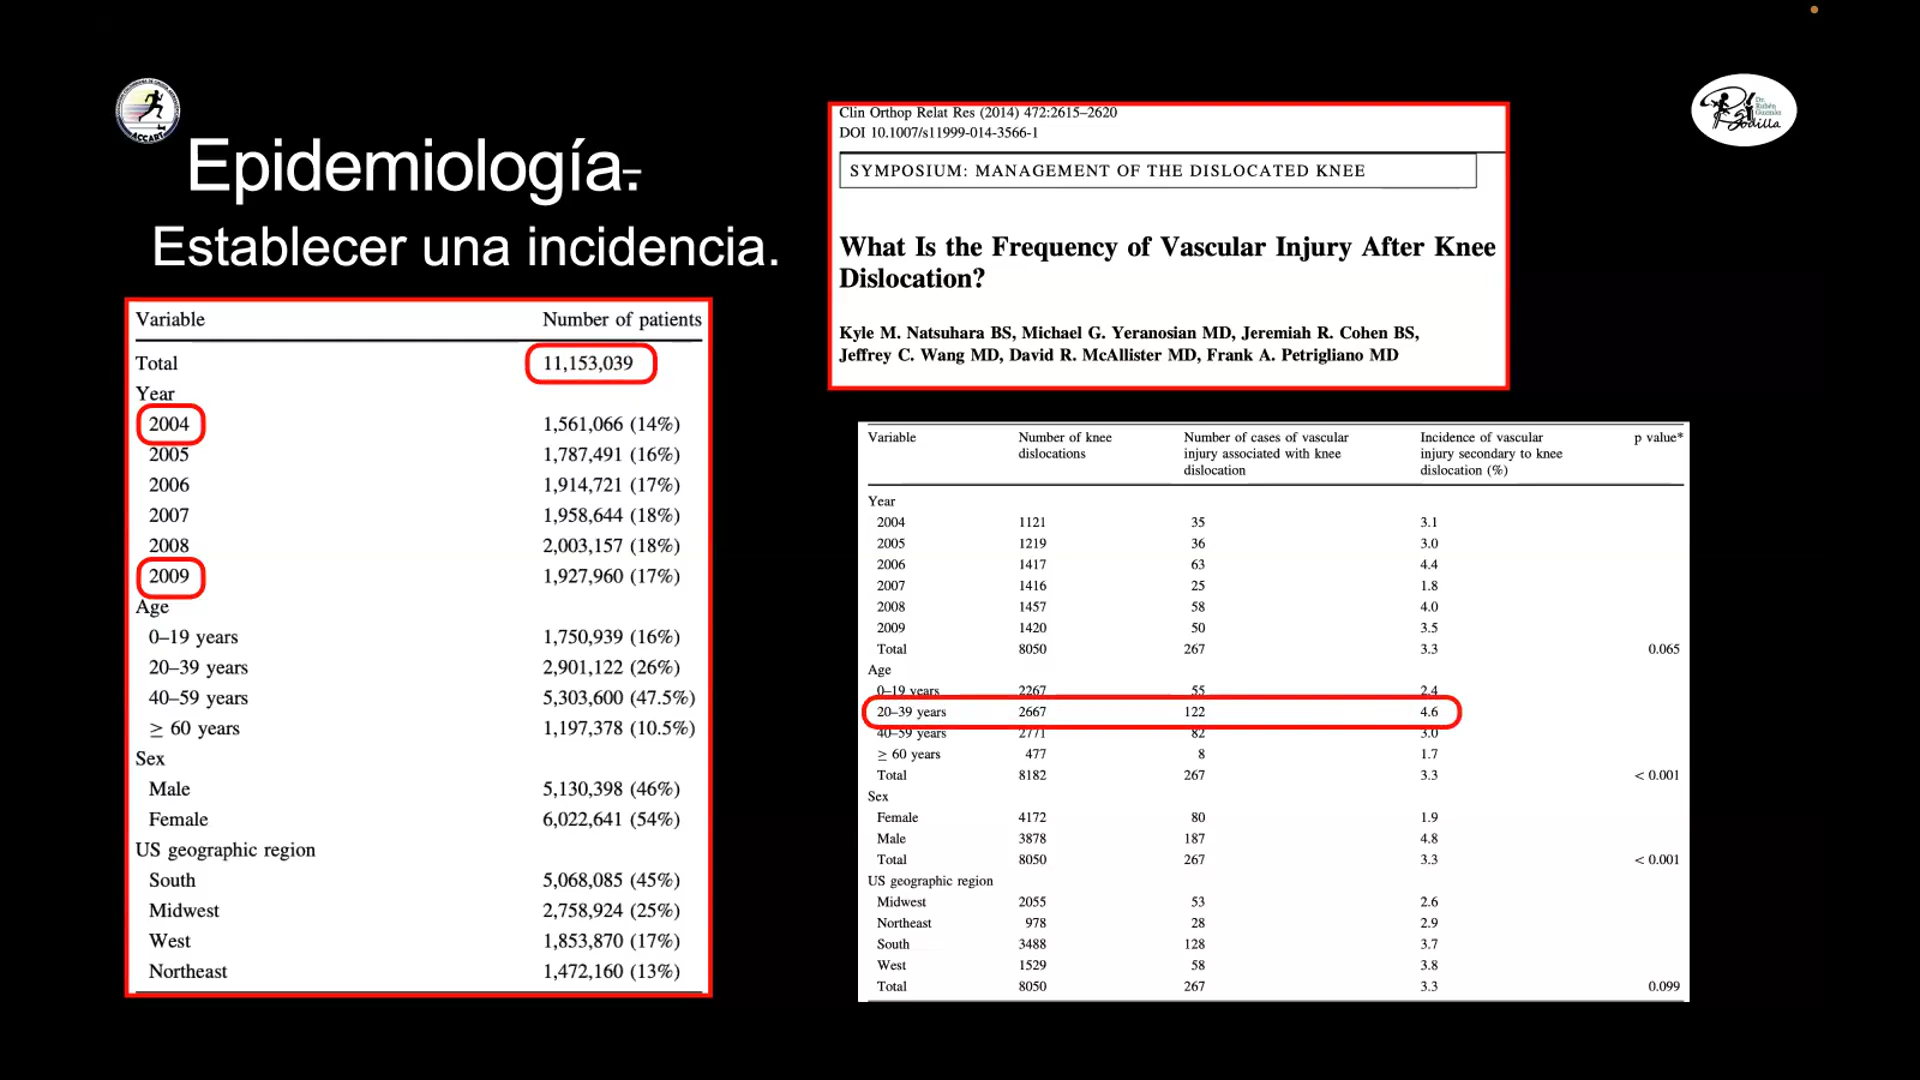 ACCART
Epidemiología.
Establecer una incidencia.
Dr.
Rubén
Guzmán
Rodilla
Clin Orthop Relat Res (2014) 472:2615–2620
DOI 10.1007/s11999-014-3566-1
SYMPOSIUM: MANAGEMENT OF THE DISLOCATED KNEE
What Is the Frequency of Vascular Injury After Knee
Dislocation?
Kyle M. Natsuhara BS, Michael G. Yeranosian MD, Jeremiah R. Cohen BS,
Jeffrey C. Wang MD, David R. McAllister MD, Frank A. Petrigliano MD
Variable Number of patients
Total 11,153,039
Year
2004 1,561,066 (14%)
2005 1,787,491 (16%)
2006 1,914,721 (17%)
2007 1,958,644 (18%)
2008 2,003,157 (18%)
2009 1,927,960 (17%)
Age
0–19 years 1,750,939 (16%)
20–39 years 2,901,122 (26%)
40–59 years 5,303,600 (47.5%)
≥ 60 years 1,197,378 (10.5%)
Sex
Male 5,130,398 (46%)
Female 6,022,641 (54%)
US geographic region
South 5,068,085 (45%)
Midwest 2,758,924 (25%)
West 1,853,870 (17%)
Northeast 1,472,160 (13%)
Variable Number of knee Number of cases of vascular Incidence of vascular p value*
dislocations injury associated with knee injury secondary to knee
dislocation dislocation (%)
Year
2004 1121 35 3.1
2005 1219 36 3.0
2006 1417 63 4.4
2007 1416 25 1.8
2008 1457 58 4.0
2009 1420 50 3.5
Total 8050 267 3.3 0.065
Age
0–19 years 2267 55 2.4
20–39 years 2667 122 4.6
40–59 years 2771 82 3.0
≥ 60 years 477 8 1.7
Total 8182 267 3.3 < 0.001
Sex
Female 4172 80 1.9
Male 3878 187 4.8
Total 8050 267 3.3 < 0.001
US geographic region
Midwest 2055 53 2.6
Northeast 978 28 2.9
South 3488 128 3.7
West 1529 58 3.8
Total 8050 267 3.3 0.099